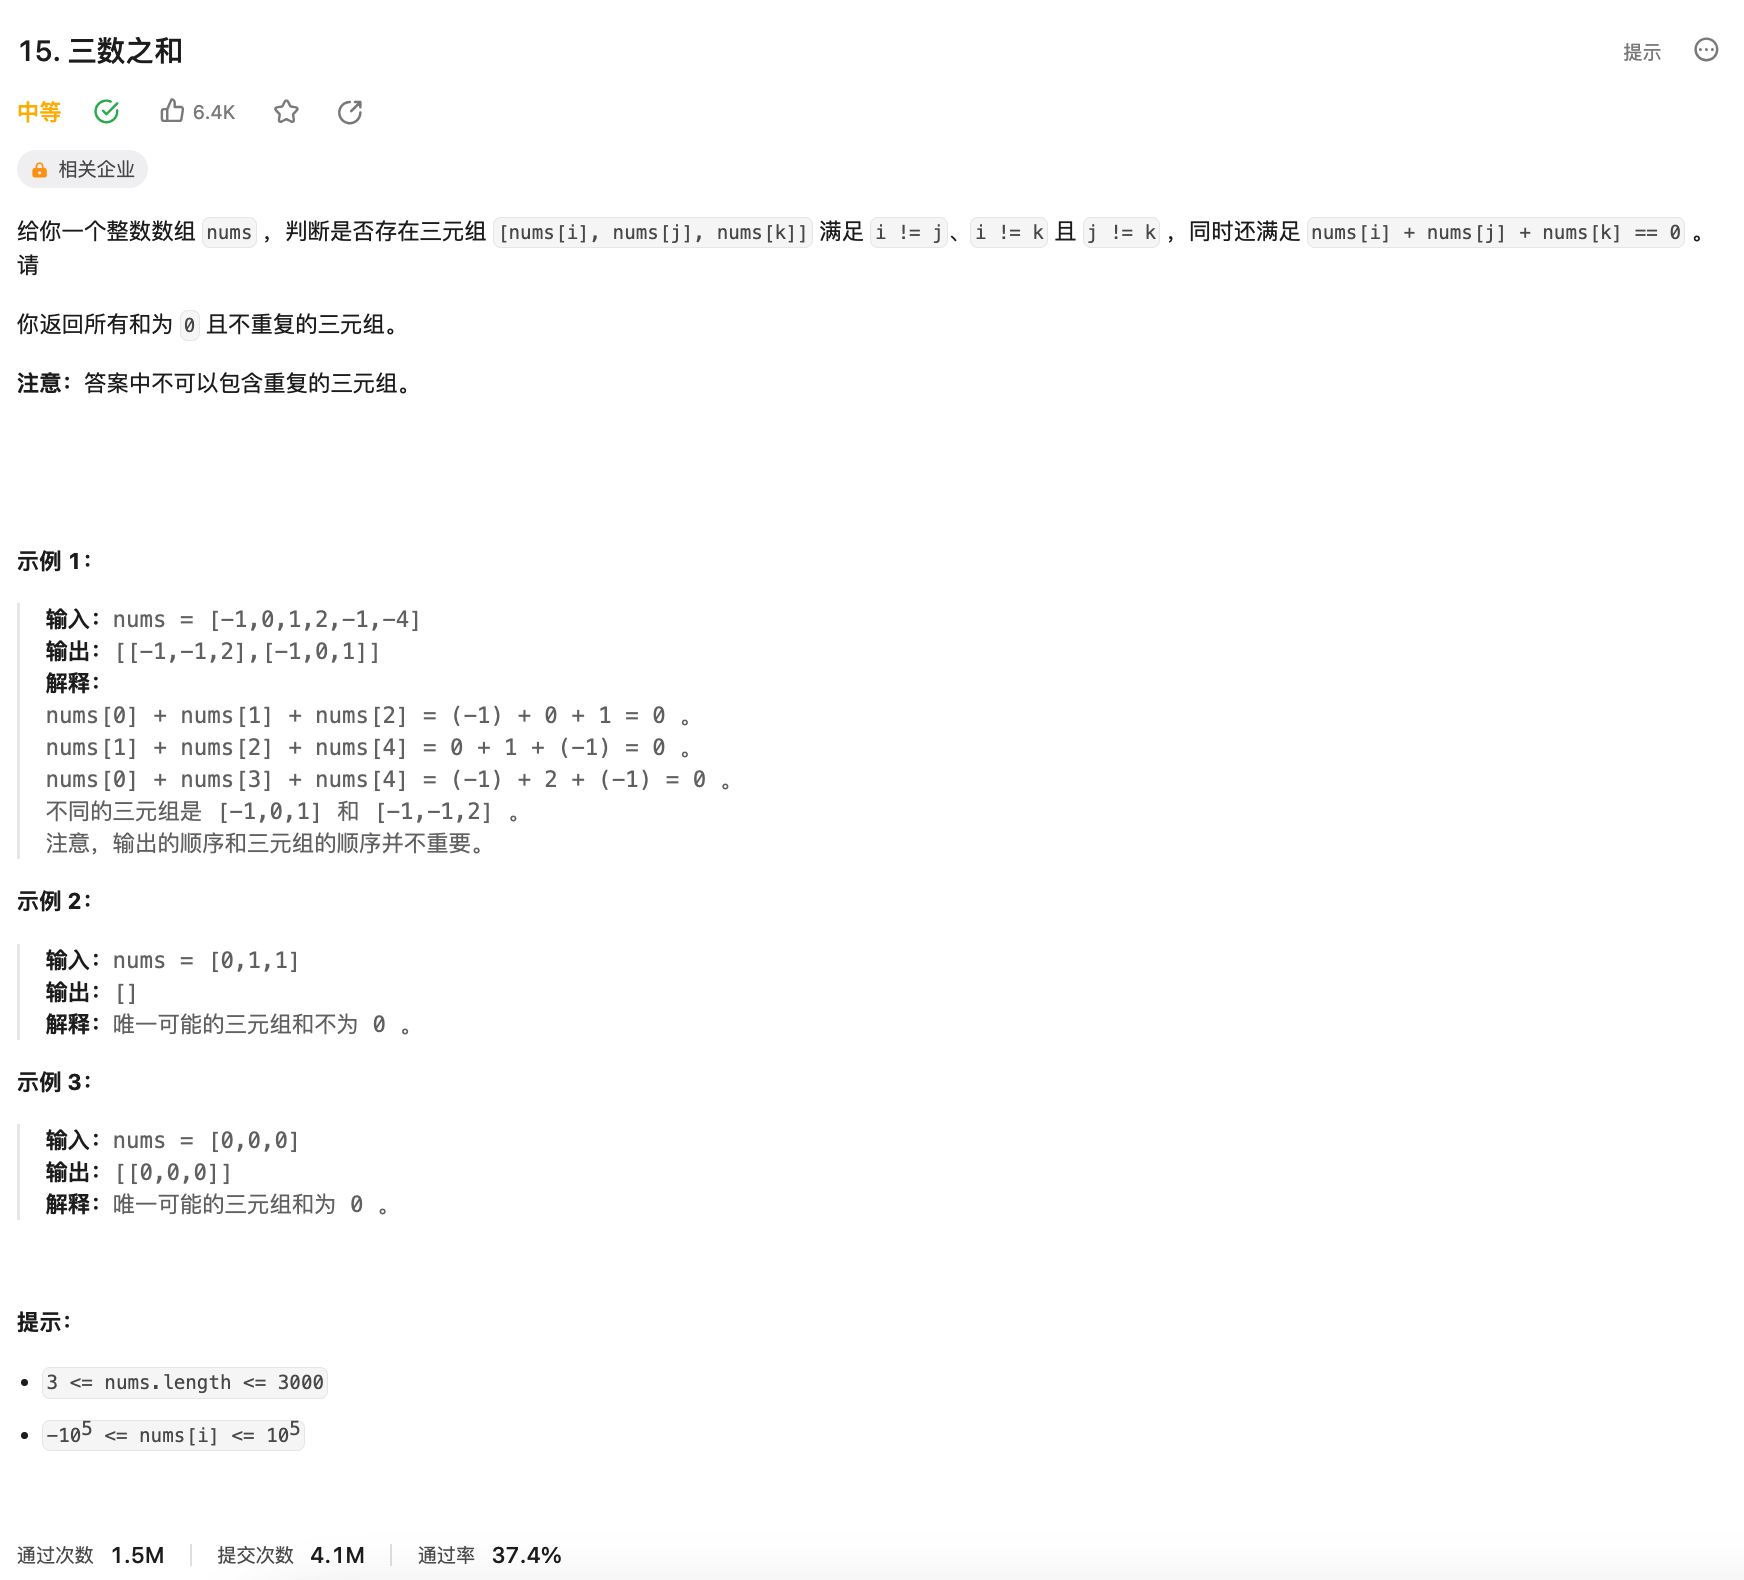 15. 三数之和
提示
中等
6.4K
相关企业
给你一个整数数组 nums ，判断是否存在三元组 [nums[i], nums[j], nums[k]] 满足 i != j、i != k 且 j != k ，同时还满足 nums[i] + nums[j] + nums[k] == 0 。
请
你返回所有和为 0 且不重复的三元组。
注意：答案中不可以包含重复的三元组。
示例 1：
输入：nums = [-1,0,1,2,-1,-4]
输出：[[-1,-1,2],[-1,0,1]]
解释：
nums[0] + nums[1] + nums[2] = (-1) + 0 + 1 = 0 。
nums[1] + nums[2] + nums[4] = 0 + 1 + (-1) = 0 。
nums[0] + nums[3] + nums[4] = (-1) + 2 + (-1) = 0 。
不同的三元组是 [-1,0,1] 和 [-1,-1,2] 。
注意，输出的顺序和三元组的顺序并不重要。
示例 2：
输入：nums = [0,1,1]
输出：[]
解释：唯一可能的三元组和不为 0 。
示例 3：
输入：nums = [0,0,0]
输出：[[0,0,0]]
解释：唯一可能的三元组和为 0 。
提示：
• 3 <= nums.length <= 3000
• -10⁵ <= nums[i] <= 10⁵
通过次数 1.5M 提交次数 4.1M 通过率 37.4%